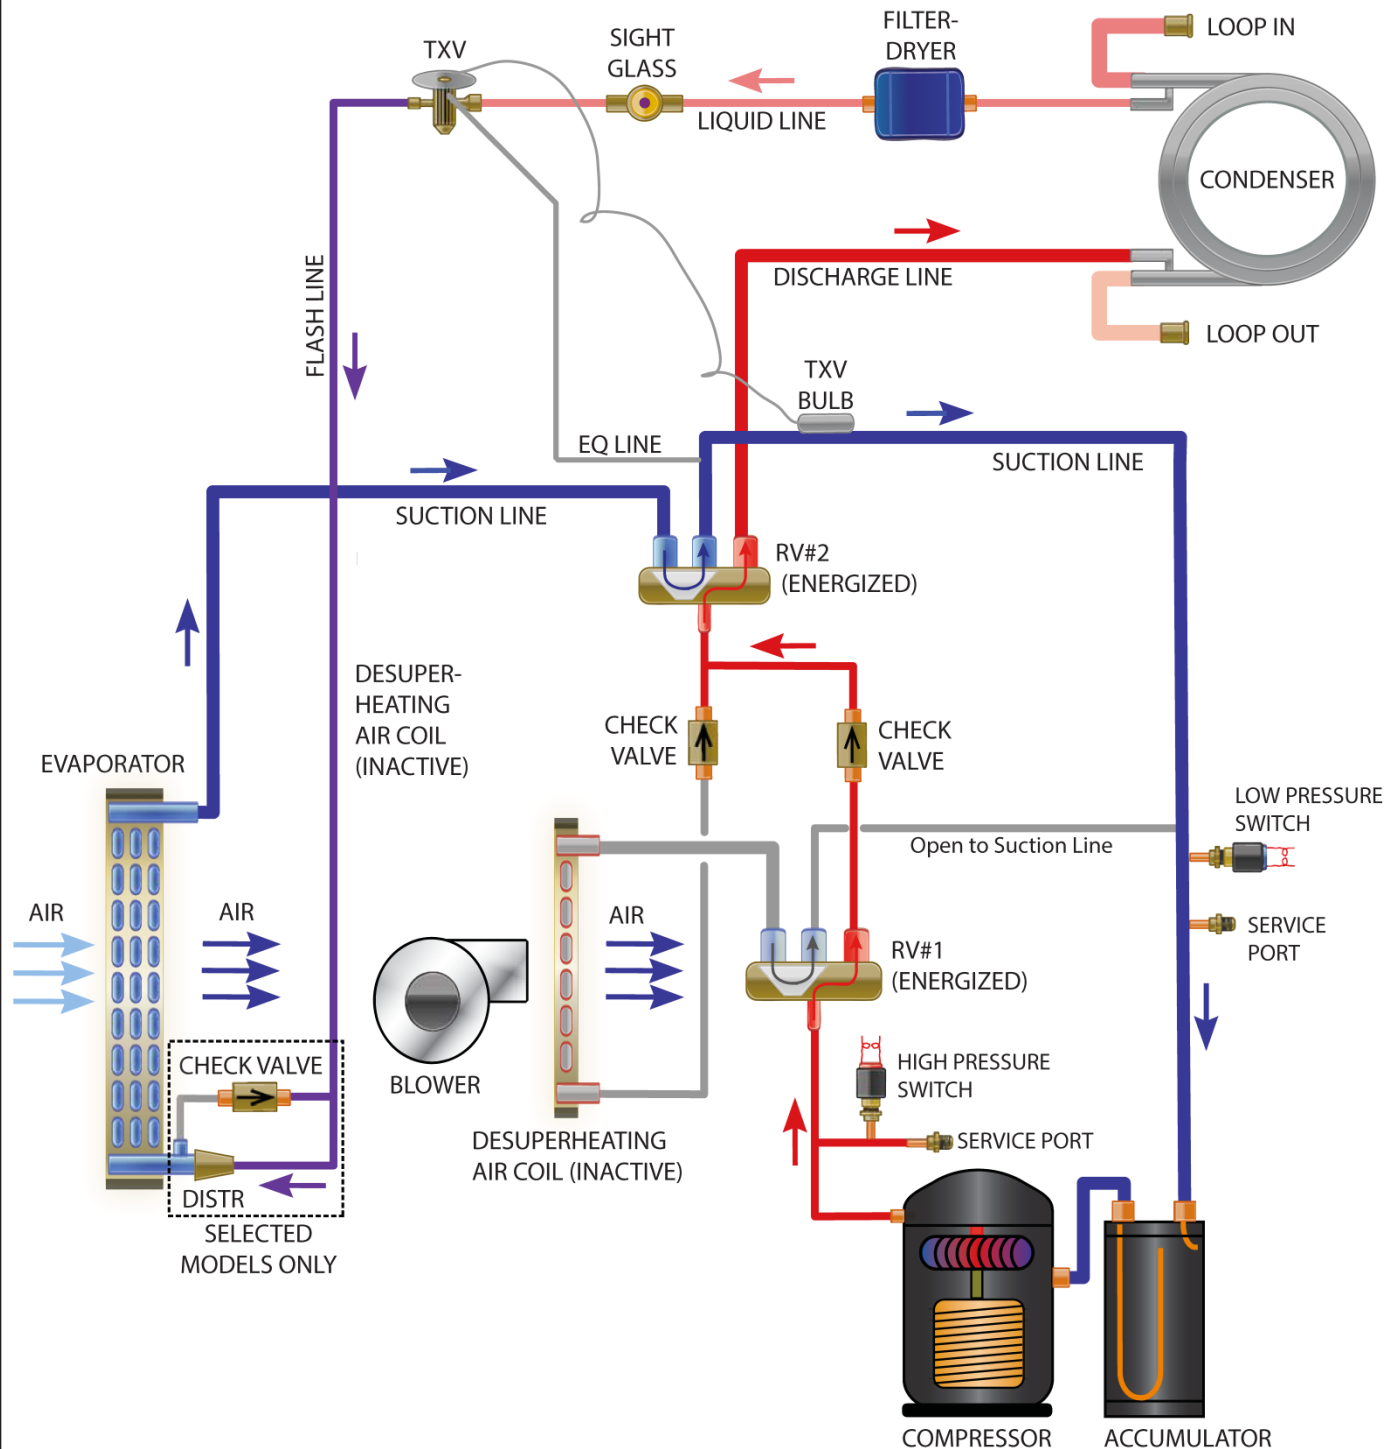 LOOP IN
FILTER-
DRYER
SIGHT
GLASS
TXV
LIQUID LINE
CONDENSER
DISCHARGE LINE
LOOP OUT
FLASH LINE
TXV
BULB
EQ LINE
SUCTION LINE
SUCTION LINE
RV#2
(ENERGIZED)
DESUPER-
HEATING
AIR COIL
(INACTIVE)
CHECK
VALVE
CHECK
VALVE
EVAPORATOR
LOW PRESSURE
SWITCH
Open to Suction Line
AIR
AIR
AIR
SERVICE
PORT
RV#1
(ENERGIZED)
HIGH PRESSURE
SWITCH
CHECK VALVE
BLOWER
DESUPERHEATING
AIR COIL (INACTIVE)
SERVICE PORT
DISTR
SELECTED
MODELS ONLY
COMPRESSOR
ACCUMULATOR